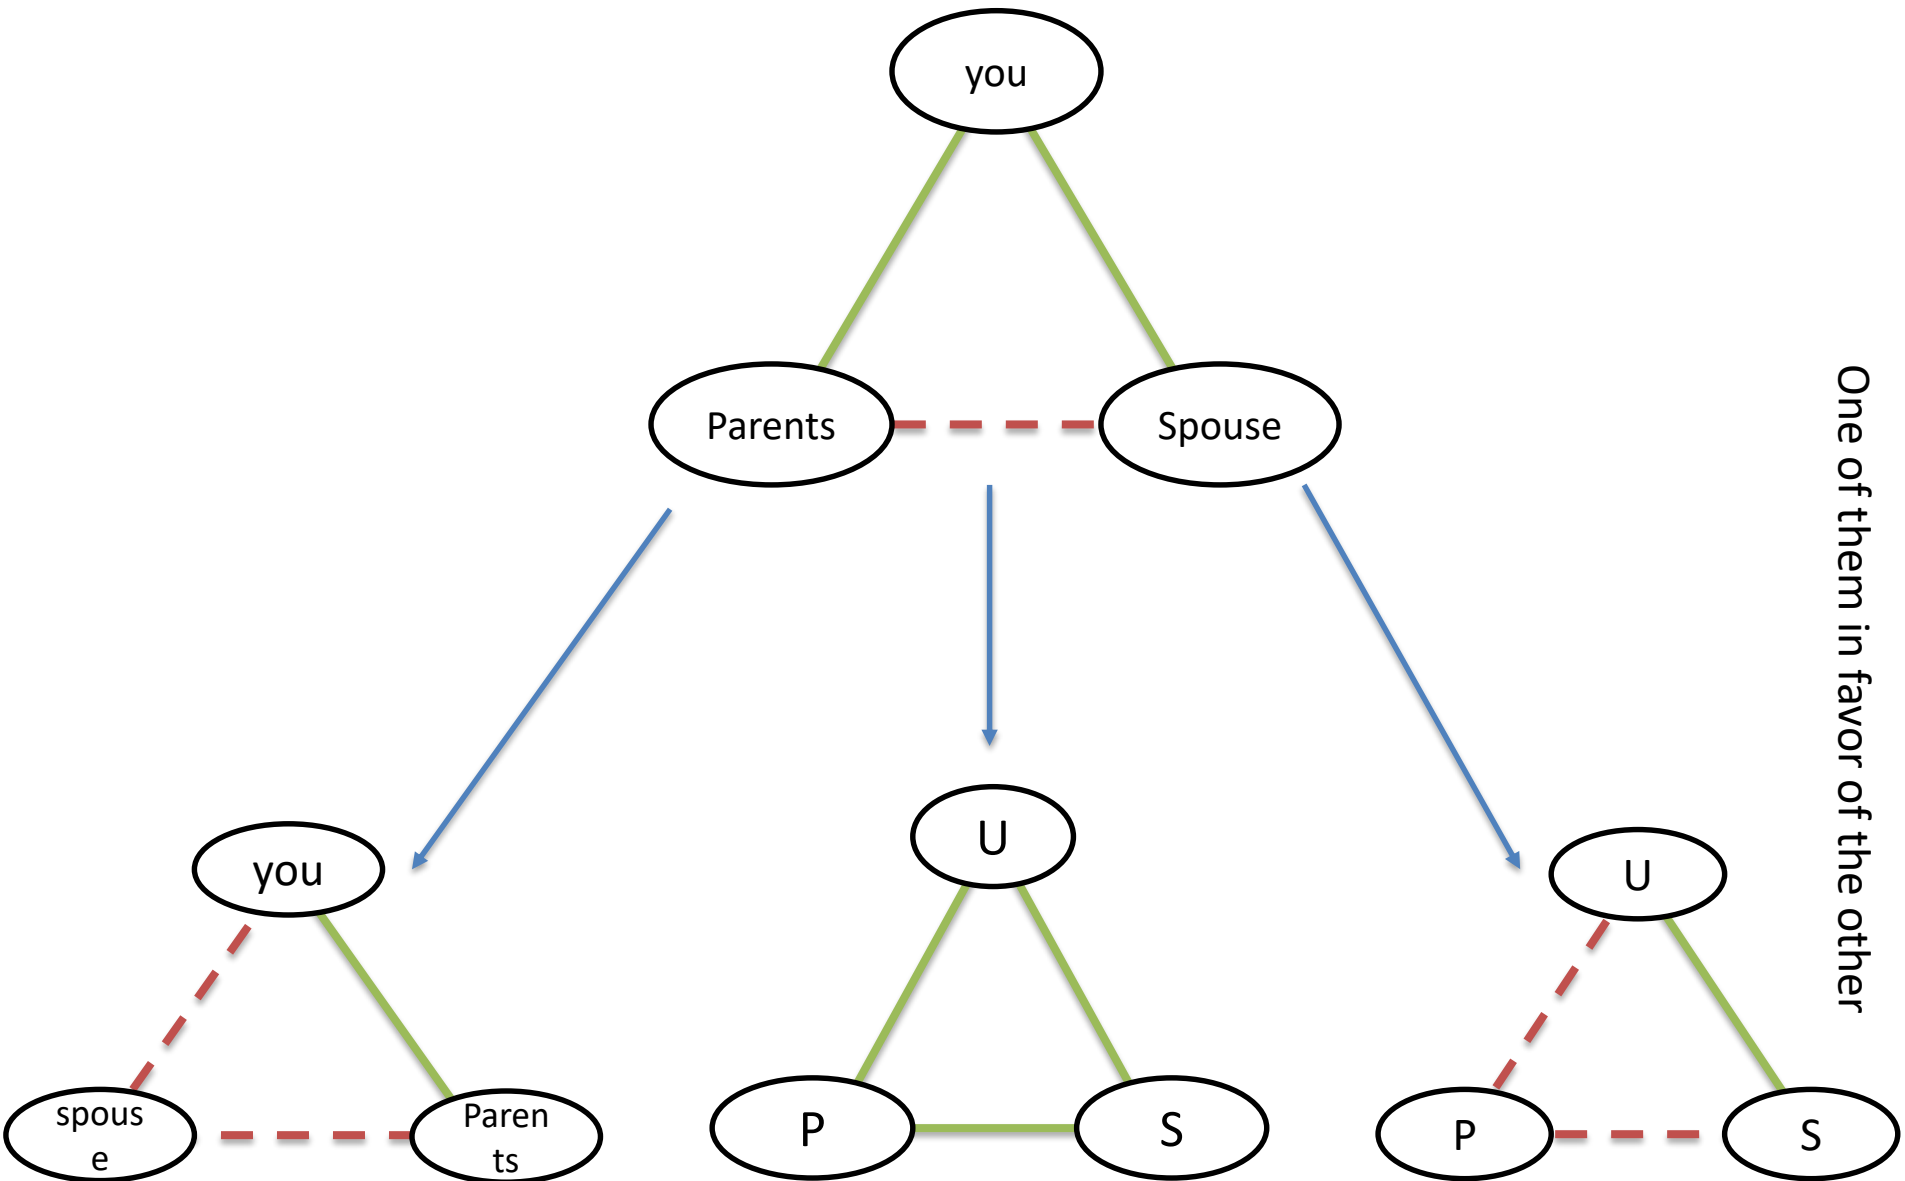 you
Parents
Spouse
One of them in favor of the other
you
spous
e
Paren
ts
U
P
S
U
P
S